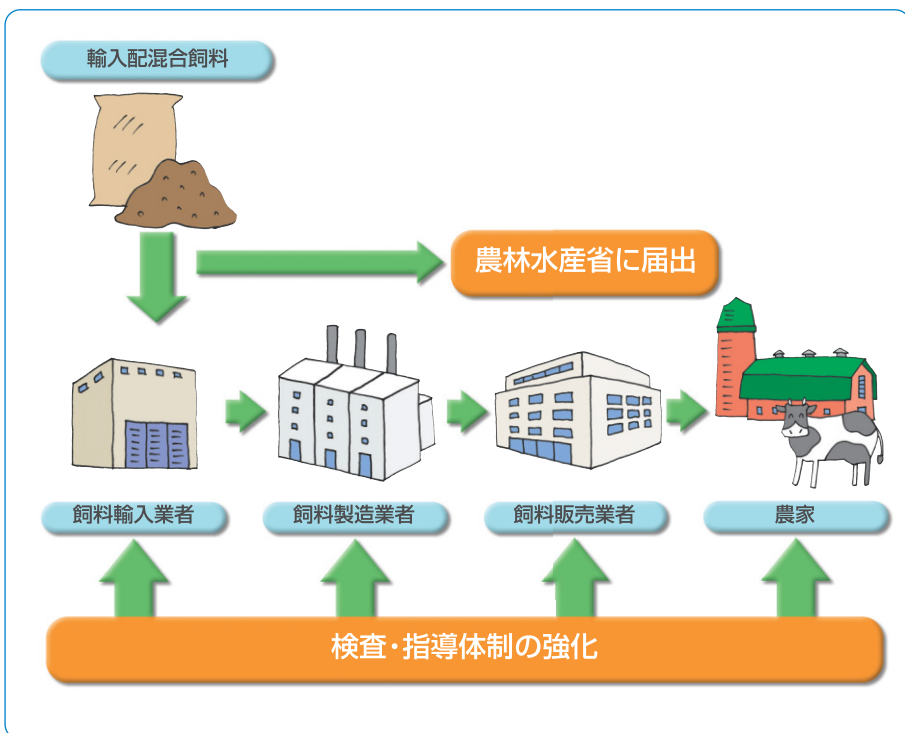 輸入配混合飼料
農林水産省に届出
飼料輸入業者
飼料製造業者
飼料販売業者
農家
検査・指導体制の強化